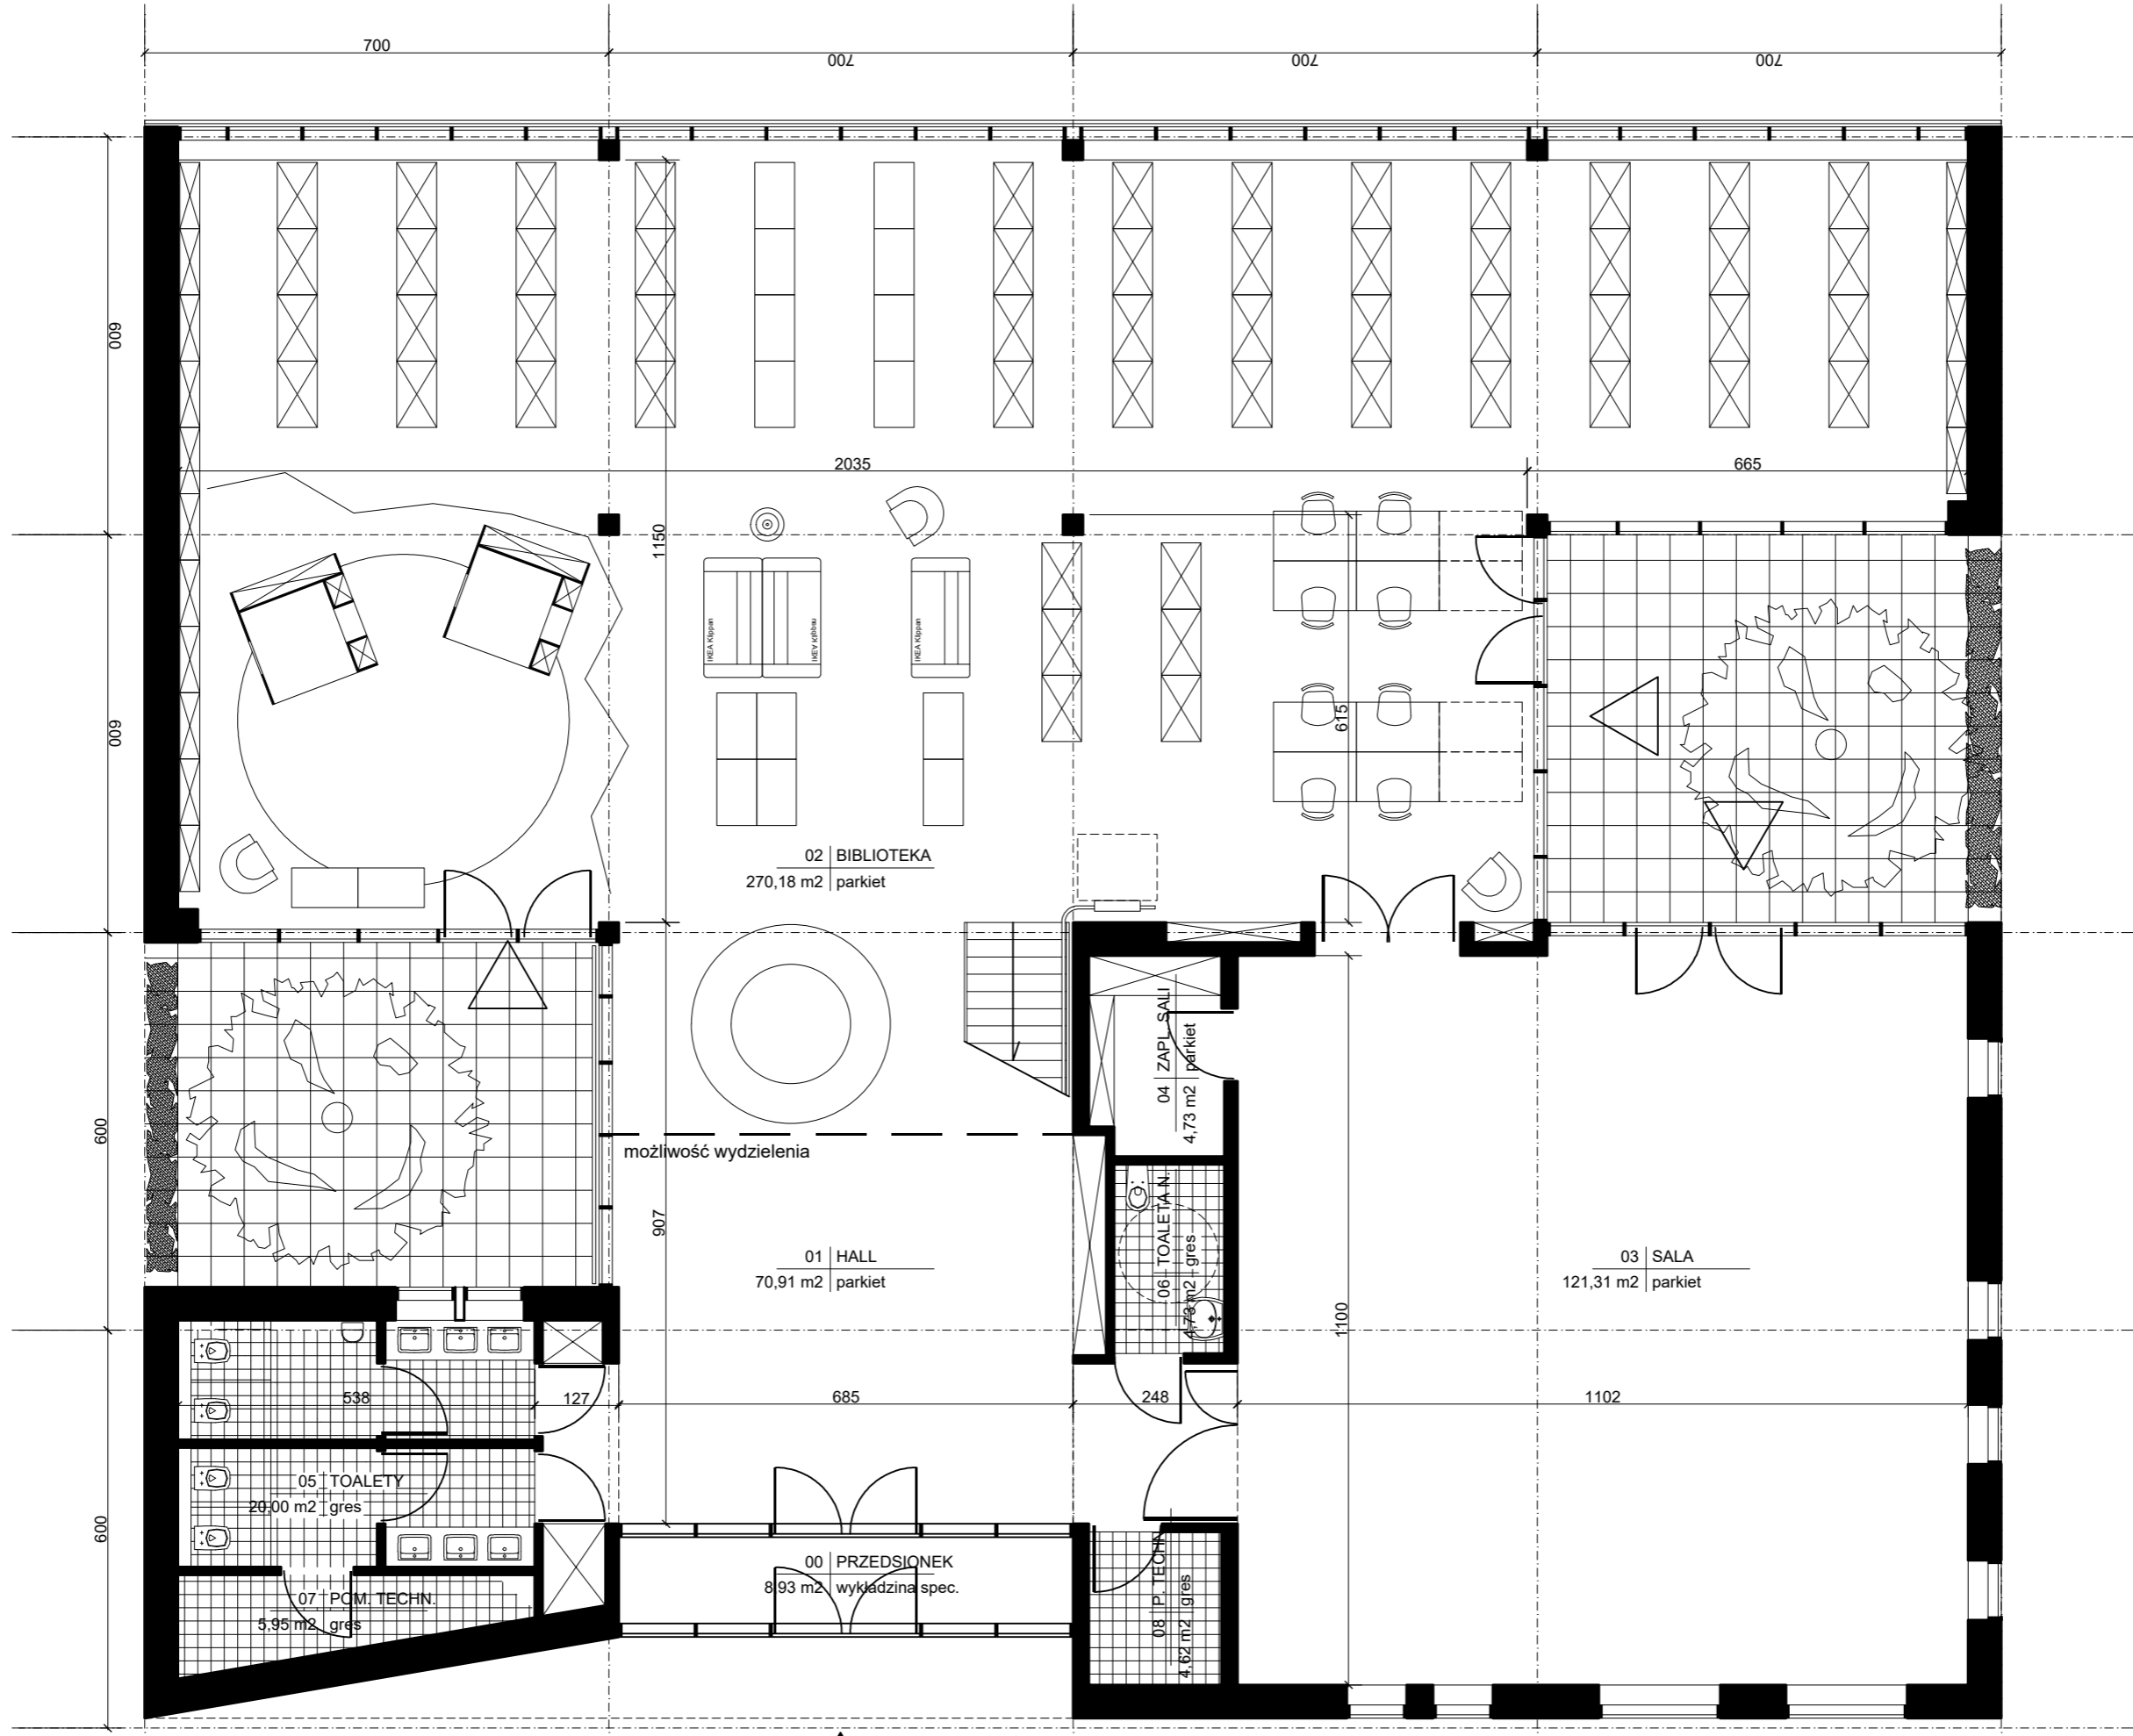 700
700
700
700
600
2035
665
1150
IKEA Klippan
IKEA Klobbau
IKEA Klippan
600
615
02 BIBLIOTEKA
270,18 m2 parkiet
600
04 ZAPL. SALI
4,73 m2 parkiet
możliwość wydzielenia
907
06 TOALETA N.
4,73 m2 gres
01 HALL
70,91 m2 parkiet
03 SALA
121,31 m2 parkiet
1100
538
127
685
248
1102
05 TOALETY
20,00 m2 gres
600
00 PRZEDSIONEK
8,93 m2 wykładzina spec.
07 POM. TECHN.
5,95 m2 gres
08 P. TECHN.
4,62 m2 gres